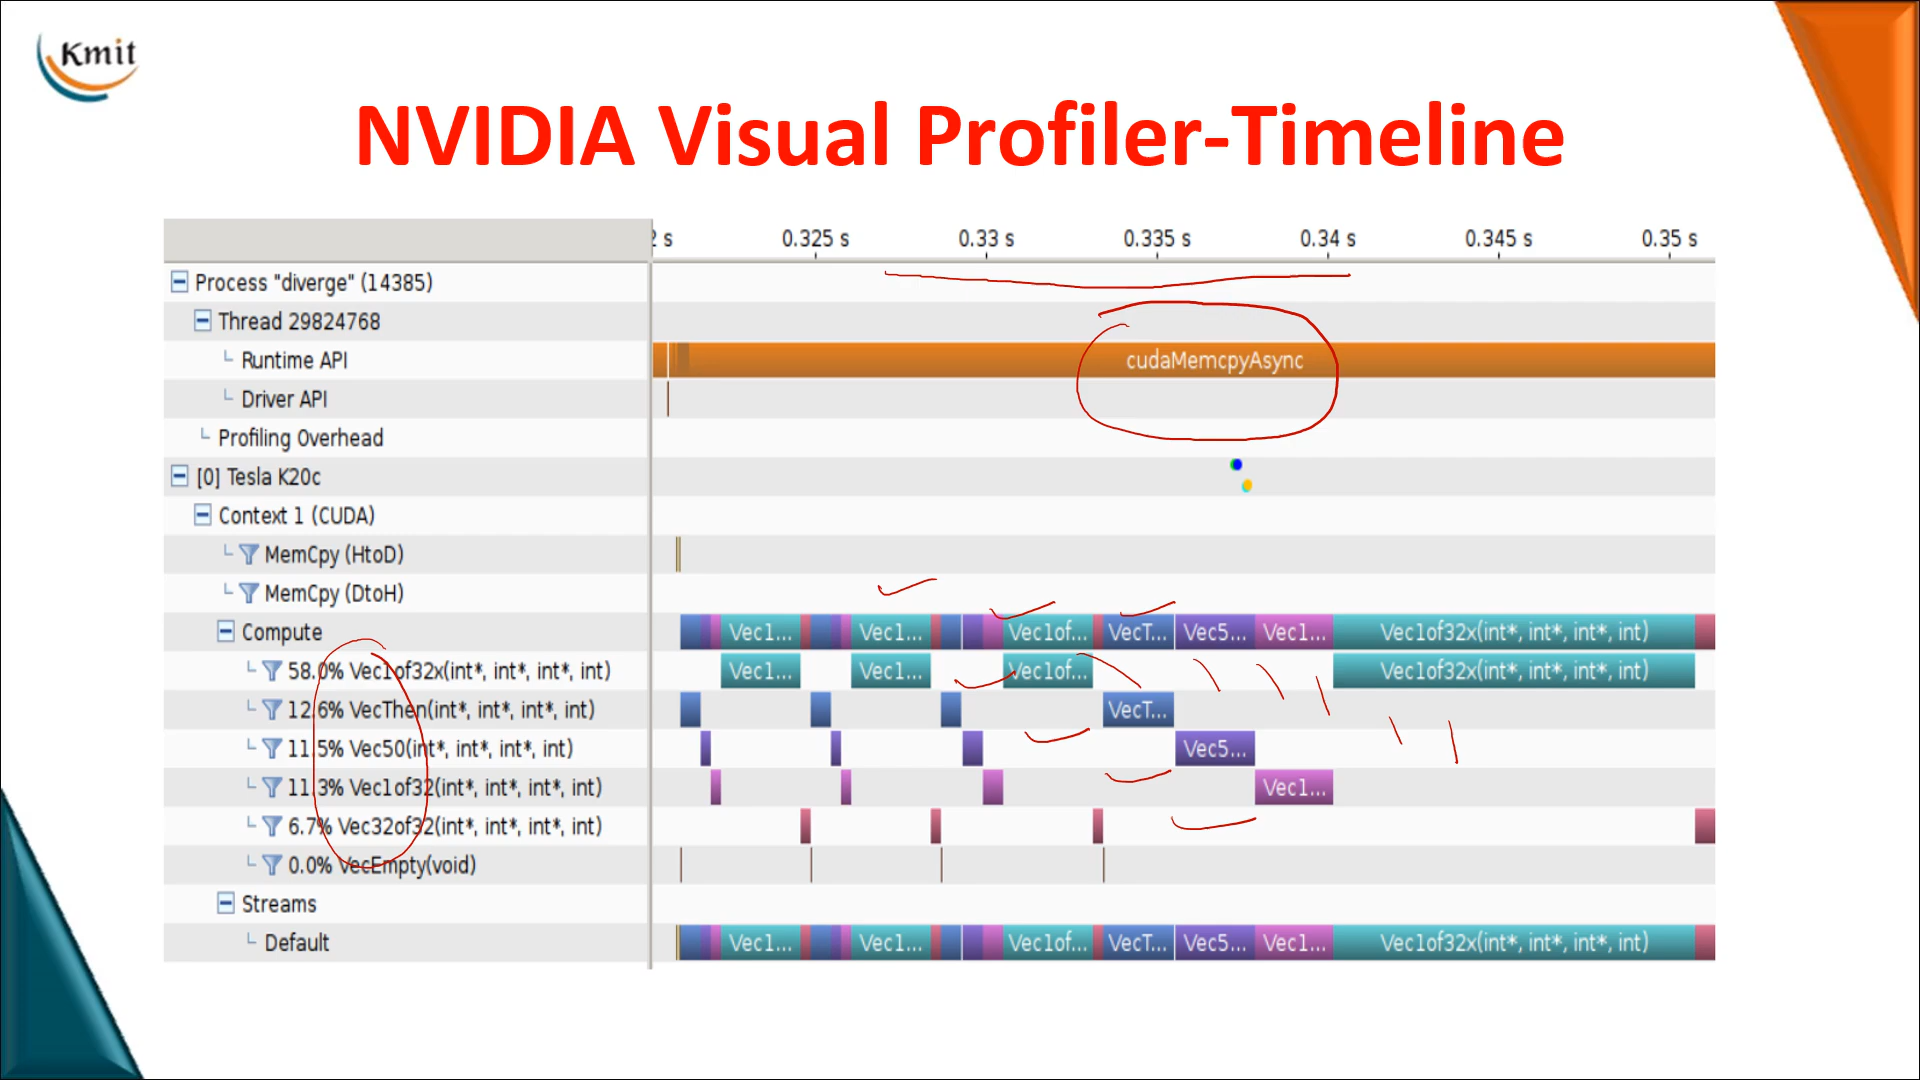 Kmit
NVIDIA Visual Profiler-Timeline
2 s 0.325 s 0.33 s 0.335 s 0.34 s 0.345 s 0.35 s
Process "diverge" (14385)
Thread 29824768
Runtime API cudaMemcpyAsync
Driver API
Profiling Overhead
[0] Tesla K20c
Context 1 (CUDA)
MemCpy (HtoD)
MemCpy (DtoH)
Compute Vec1... Vec1... Vec1of... VecT... Vec5... Vec1... Vec1of32x(int*, int*, int*, int)
58.0% Vec1of32x(int*, int*, int*, int) Vec1... Vec1... Vec1of... Vec1of32x(int*, int*, int*, int)
12.6% VecThen(int*, int*, int*, int) VecT...
11.5% Vec50(int*, int*, int*, int) Vec5...
11.3% Vec1of32(int*, int*, int*, int) Vec1...
6.7% Vec32of32(int*, int*, int*, int)
0.0% VecEmpty(void)
Streams
Default Vec1... Vec1... Vec1of... VecT... Vec5... Vec1... Vec1of32x(int*, int*, int*, int)